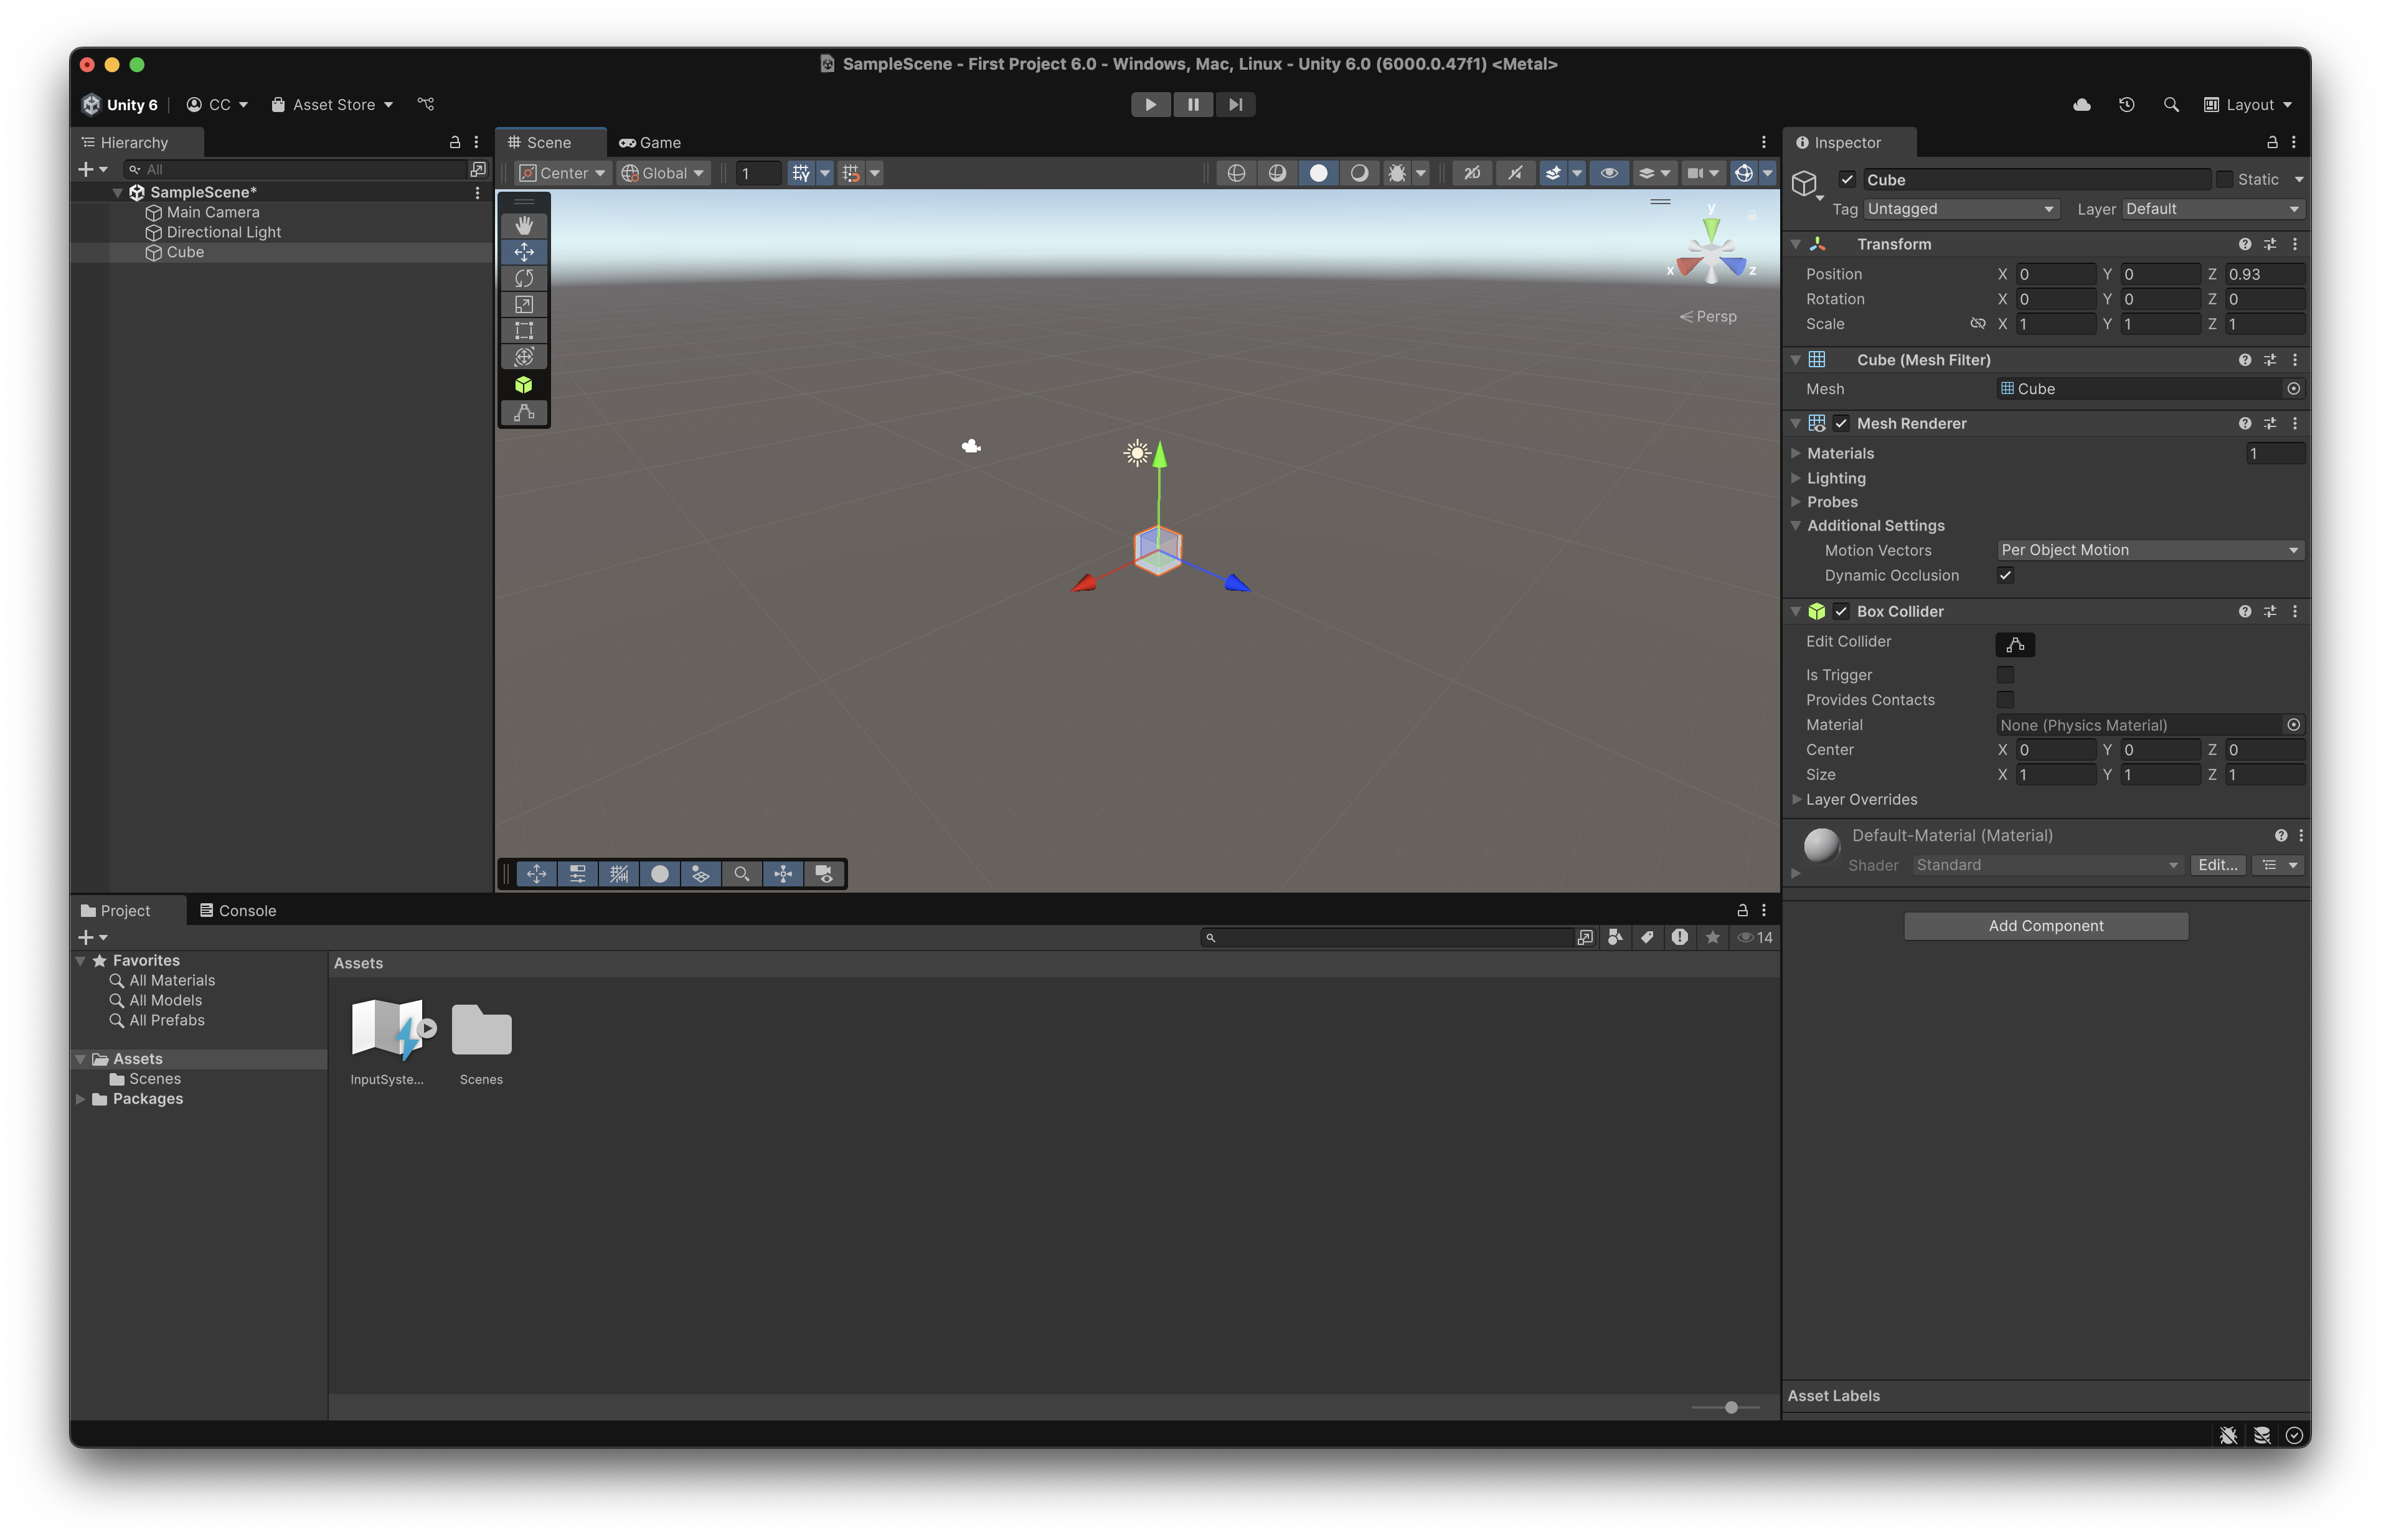 SampleScene - First Project 6.0 - Windows, Mac, Linux - Unity 6.0 (6000.0.47f1) <Metal>
Unity 6
CC
Asset Store
Layout
Hierarchy
All
SampleScene*
Main Camera
Directional Light
Cube
Scene
Game
Center
Global
1
2D
y
x
z
Persp
Inspector
Cube
Static
Tag Untagged
Layer Default
Transform
Position X 0 Y 0 Z 0.93
Rotation X 0 Y 0 Z 0
Scale X 1 Y 1 Z 1
Cube (Mesh Filter)
Mesh Cube
Mesh Renderer
Materials 1
Lighting
Probes
Additional Settings
Motion Vectors Per Object Motion
Dynamic Occlusion
Box Collider
Edit Collider
Is Trigger
Provides Contacts
Material None (Physics Material)
Center X 0 Y 0 Z 0
Size X 1 Y 1 Z 1
Layer Overrides
Default-Material (Material)
Shader Standard Edit...
Add Component
Asset Labels
Project
Console
14
Favorites
All Materials
All Models
All Prefabs
Assets
Scenes
Packages
Assets
InputSyste...
Scenes